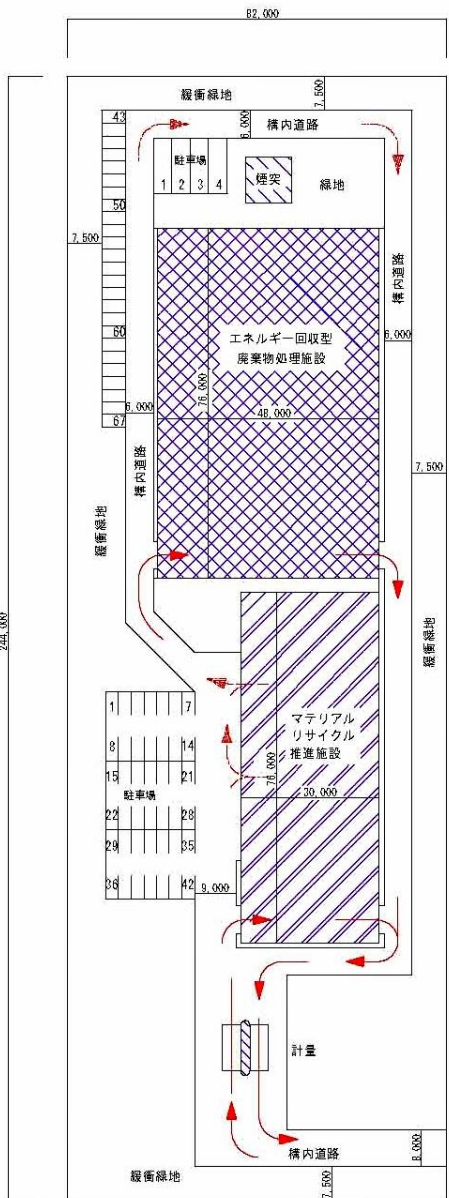 82,000
緩衝緑地
7,500
43
6,000
構内道路
駐車場
1 2 3 4
煙突
緑地
50
7,500
構内道路
エネルギー回収型
廃棄物処理施設
60
6,000
76,000
6,000
48,000
67
構内道路
7,500
緩衝緑地
244,000
緩衝緑地
1 7
8 14
15 21
駐車場
22 28
29 35
36 42
マテリアル
リサイクル
推進施設
76,000
30,000
9,000
計量
構内道路
8,000
緩衝緑地
7,500